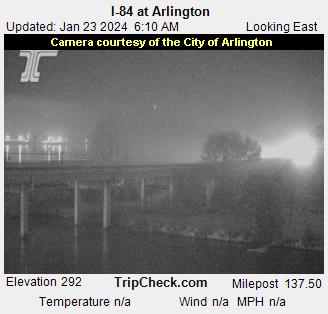 I-84 at Arlington
Updated: Jan 23 2024 6:10 AM Looking East
Camera courtesy of the City of Arlington
Elevation 292 TripCheck.com Milepost 137.50
Temperature n/a Wind n/a MPH n/a